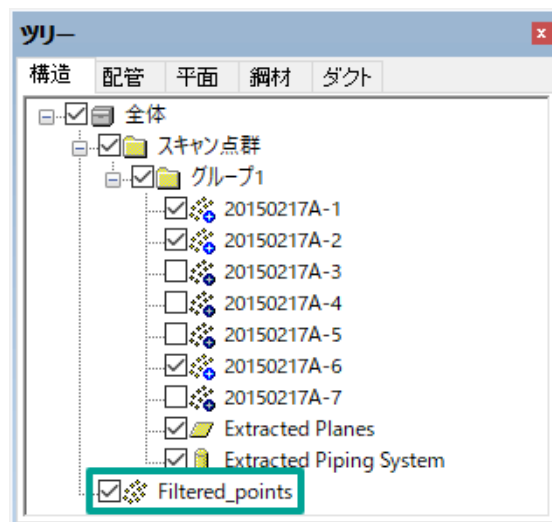 ツリー
構造 配管 平面 鋼材 ダクト
全体
スキャン点群
グループ1
20150217A-1
20150217A-2
20150217A-3
20150217A-4
20150217A-5
20150217A-6
20150217A-7
Extracted Planes
Extracted Piping System
Filtered_points